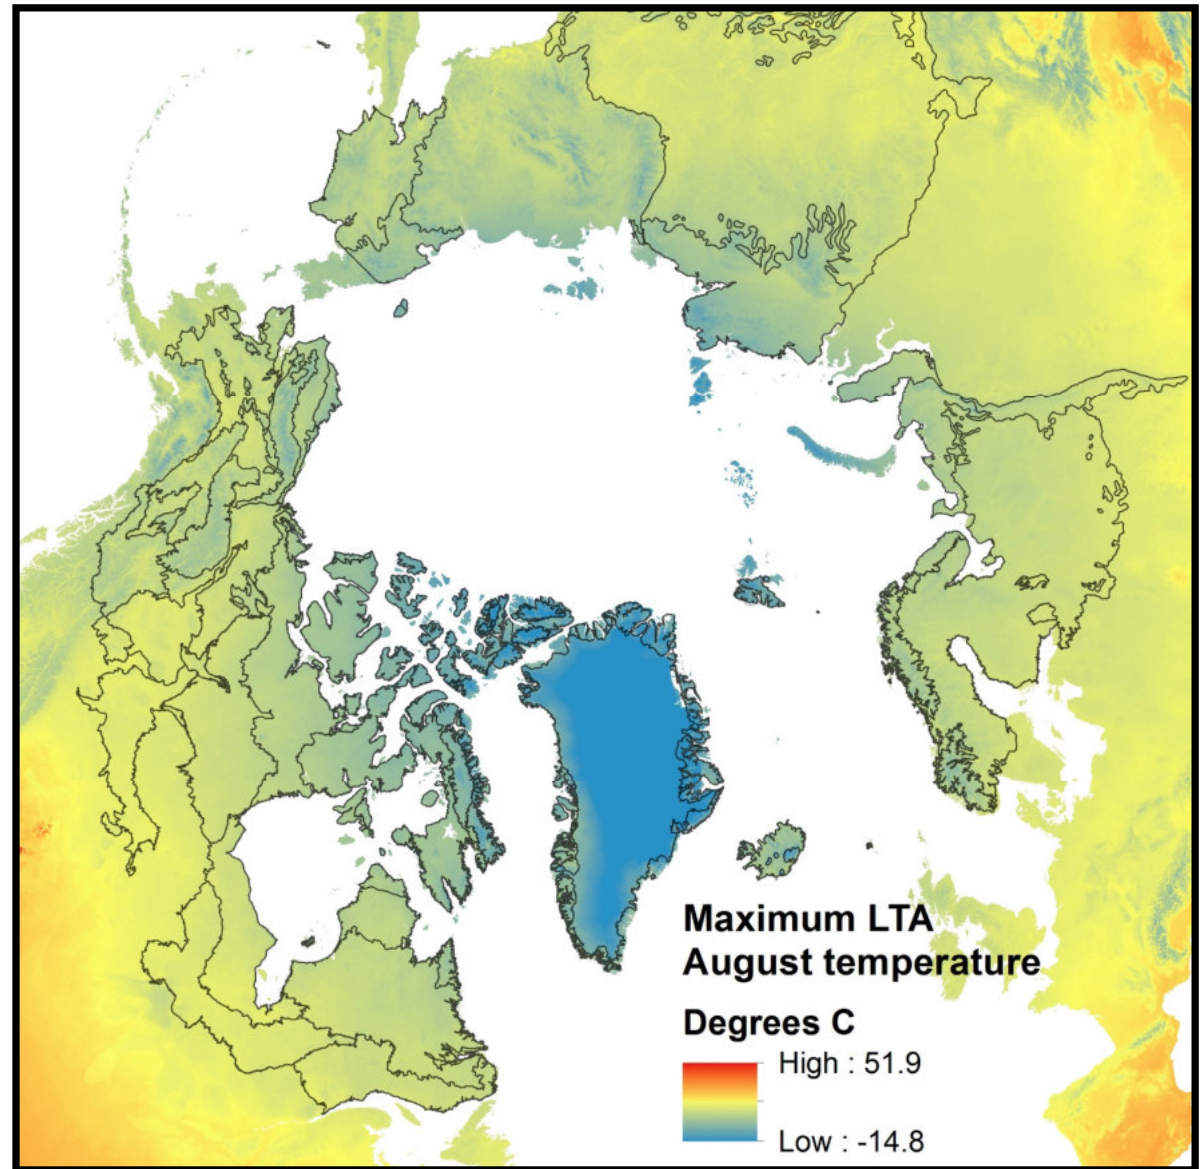 Maximum LTA
August temperature
Degrees C
High : 51.9
Low : -14.8